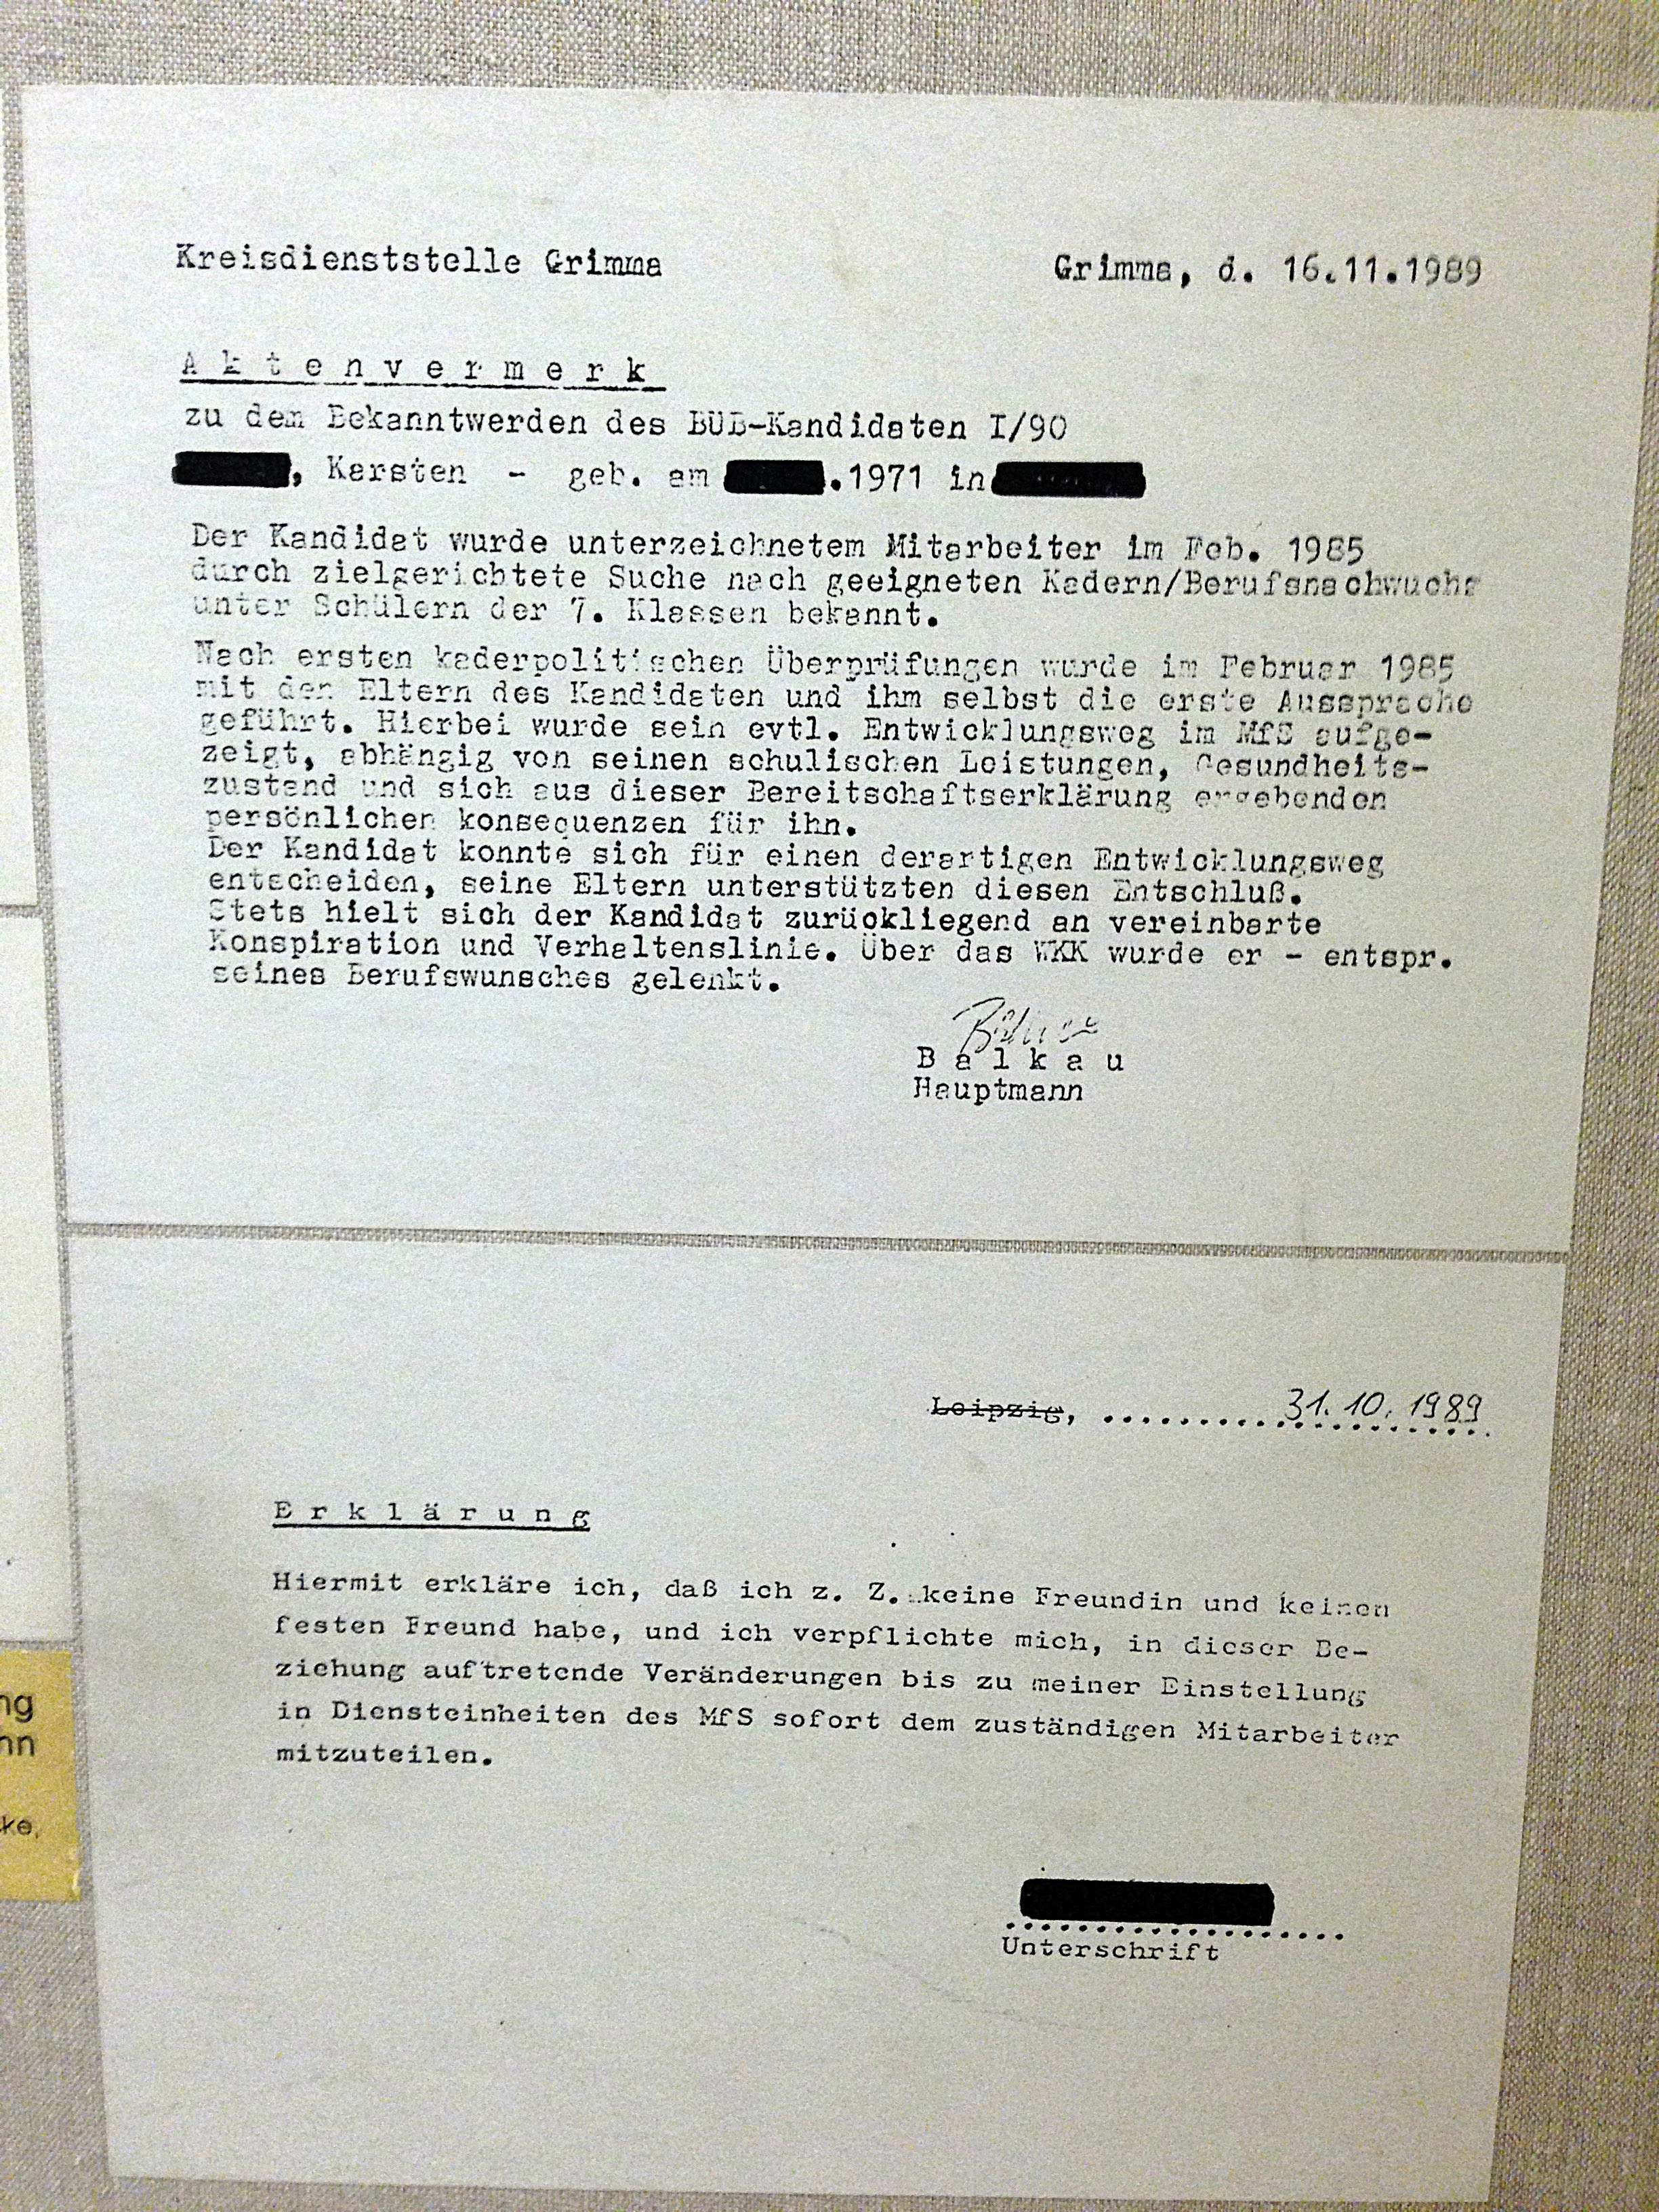 Kreisdienststelle Grimma
Grimma, d. 16.11.1989
Aktenvermerk
zu dem Bekanntwerden des BUB-Kandidaten I/90
, Karsten - geb. am .1971 in
Der Kandidat wurde unterzeichnetem Mitarbeiter im Feb. 1985
durch zielgerichtete Suche nach geeigneten Kadern/Berufsnachwuchs
unter Schülern der 7. Klassen bekannt.
Nach ersten kaderpolitischen Überprüfungen wurde im Februar 1985
mit den Eltern des Kandidaten und ihm selbst die erste Aussprache
geführt. Hierbei wurde sein evtl. Entwicklungsweg im MfS aufge-
zeigt, abhängig von seinen schulischen Leistungen, Gesundheits-
zustand und sich aus dieser Bereitschaftserklärung ergebenden
persönlichen konsequenzen für ihn.
Der Kandidat konnte sich für einen derartigen Entwicklungsweg
entscheiden, seine Eltern unterstützten diesen Entschluß.
Stets hielt sich der Kandidat zurückliegend an vereinbarte
Konspiration und Verhaltenslinie. Über das WKK wurde er - entspr.
seines Berufswunsches gelenkt.
Balkau
Hauptmann
Leipzig, 31.10.1989
Erklärung
Hiermit erkläre ich, daß ich z. Z. keine Freundin und keinen
festen Freund habe, und ich verpflichte mich, in dieser Be-
ziehung auftretende Veränderungen bis zu meiner Einstellung
in Diensteinheiten des MfS sofort dem zuständigen Mitarbeiter
mitzuteilen.
Unterschrift